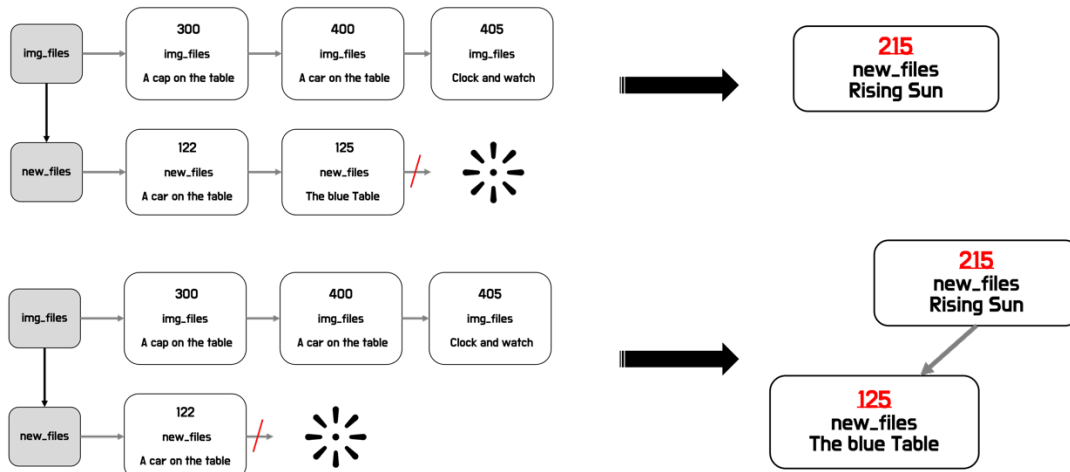 img_files
300
img_files
A cap on the table
400
img_files
A car on the table
405
img_files
Clock and watch
215
new_files
Rising Sun
new_files
122
new_files
A car on the table
125
new_files
The blue Table
img_files
300
img_files
A cap on the table
400
img_files
A car on the table
405
img_files
Clock and watch
215
new_files
Rising Sun
new_files
122
new_files
A car on the table
125
new_files
The blue Table